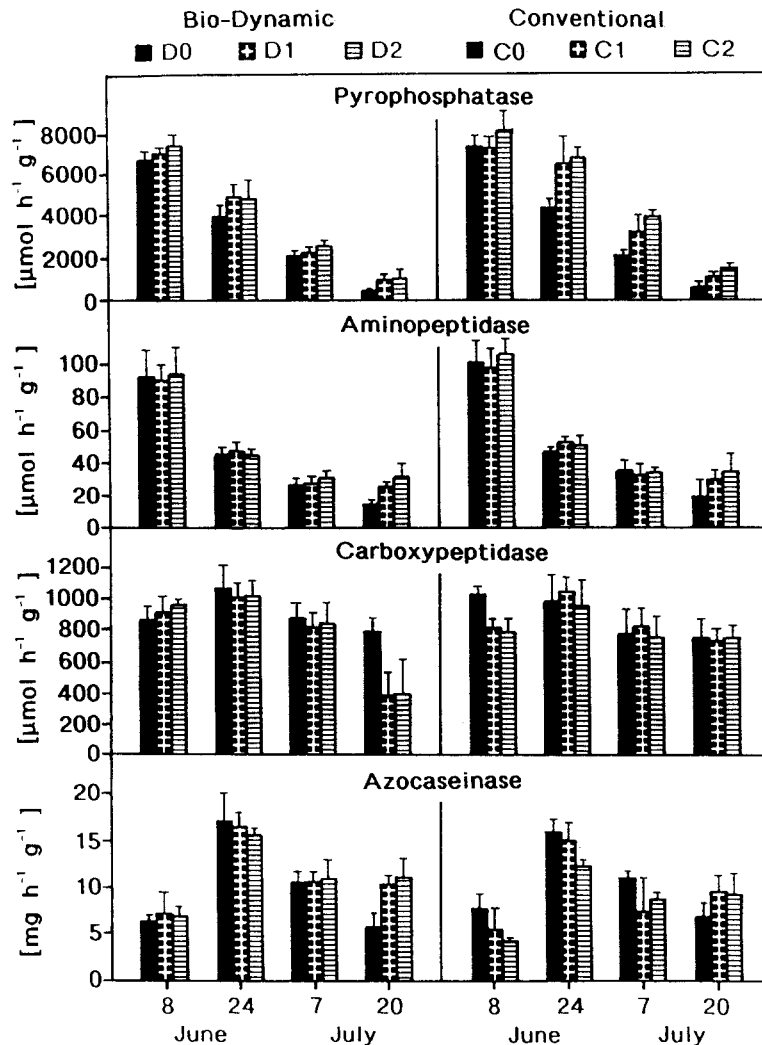 Bio-Dynamic Conventional
D0 D1 D2 C0 C1 C2
Pyrophosphatase
8000
6000
4000
2000
0
[µmol h⁻¹ g⁻¹]
Aminopeptidase
100
80
60
40
20
0
[µmol h⁻¹ g⁻¹]
Carboxypeptidase
1200
1000
800
600
400
200
0
[µmol h⁻¹ g⁻¹]
Azocaseinase
20
15
10
5
0
[mg h⁻¹ g⁻¹]
8 24 7 20 8 24 7 20
June July June July